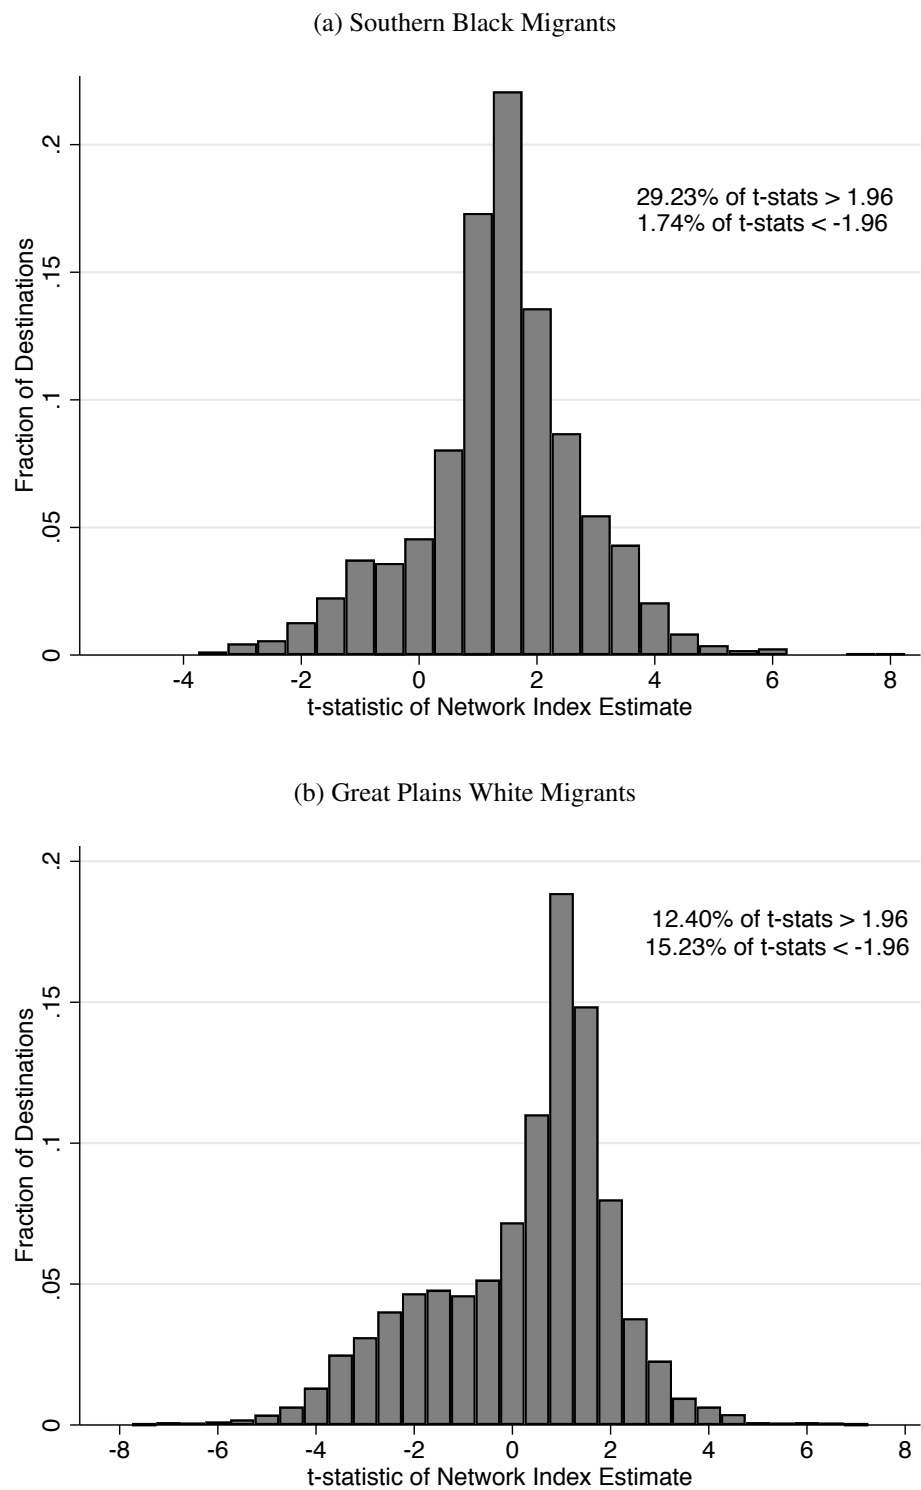 (a) Southern Black Migrants
.2
.15
.1
.05
0
Fraction of Destinations
29.23% of t-stats > 1.96
1.74% of t-stats < -1.96
-4 -2 0 2 4 6 8
t-statistic of Network Index Estimate
(b) Great Plains White Migrants
.2
.15
.1
.05
0
Fraction of Destinations
12.40% of t-stats > 1.96
15.23% of t-stats < -1.96
-8 -6 -4 -2 0 2 4 6 8
t-statistic of Network Index Estimate